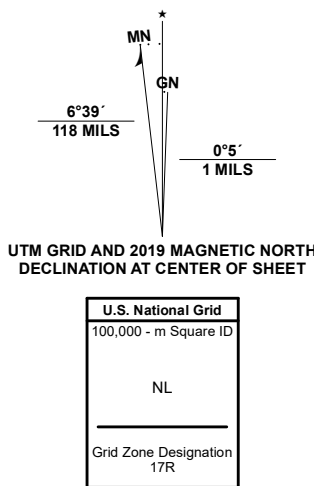 ★
MN
GN
6°39´
118 MILS
0°5´
1 MILS
UTM GRID AND 2019 MAGNETIC NORTH
DECLINATION AT CENTER OF SHEET
U.S. National Grid
100,000 - m Square ID
NL
Grid Zone Designation
17R